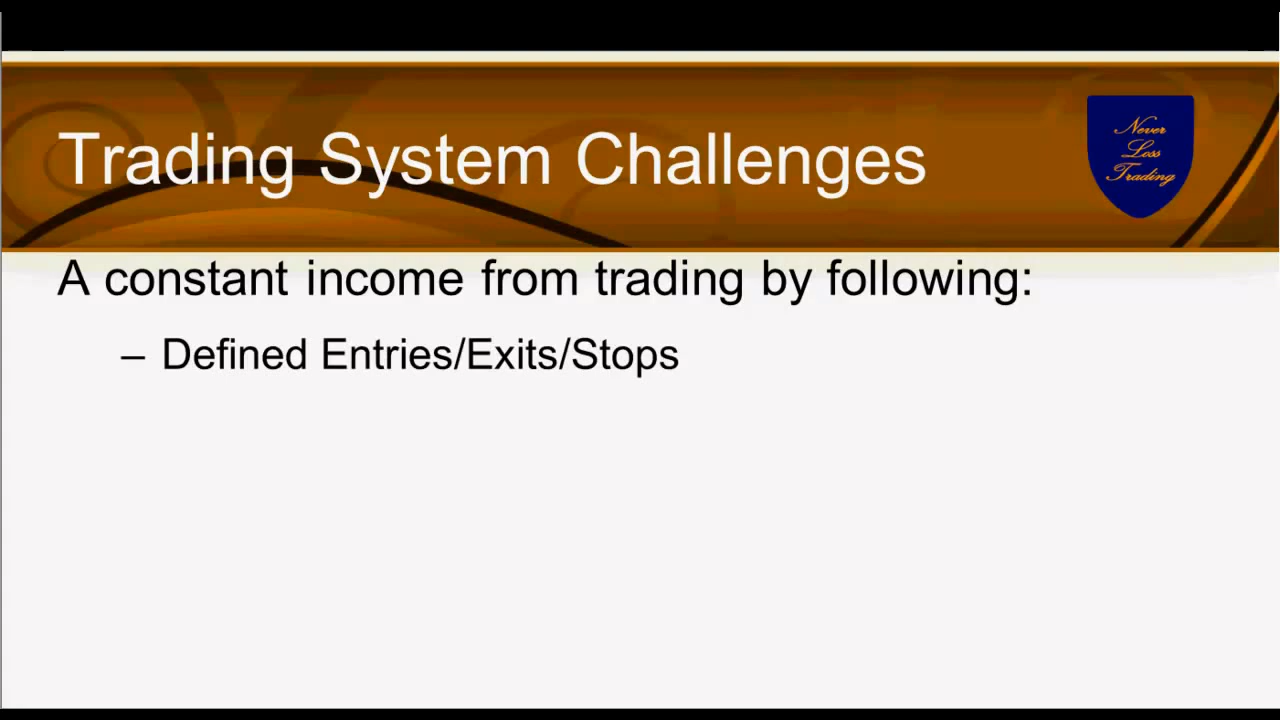 Trading System Challenges
Never
Loss
Trading
A constant income from trading by following:
– Defined Entries/Exits/Stops